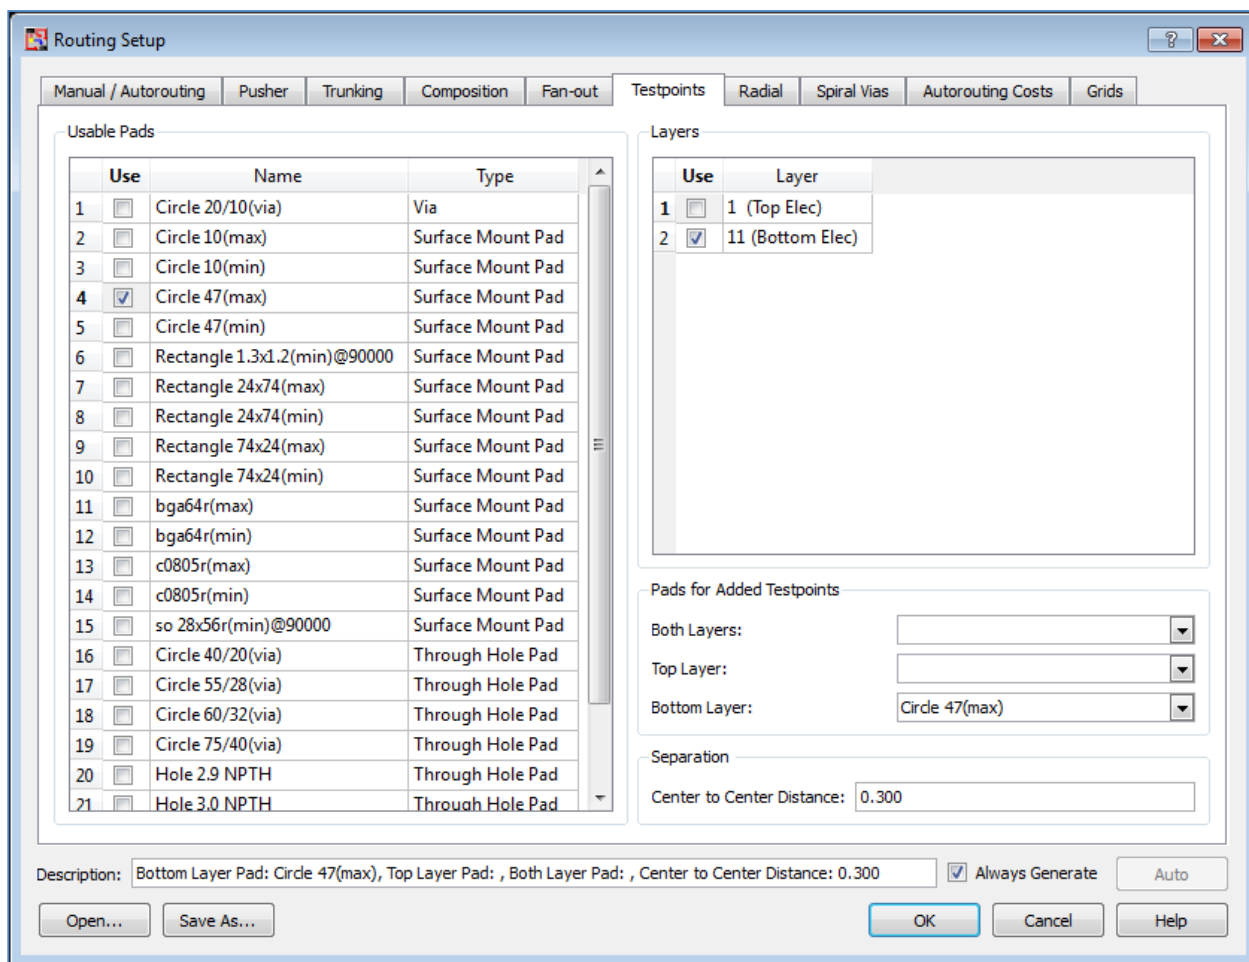 Routing Setup
Manual / Autorouting Pusher Trunking Composition Fan-out Testpoints Radial Spiral Vias Autorouting Costs Grids
Usable Pads
Use Name Type
1 Circle 20/10(via) Via
2 Circle 10(max) Surface Mount Pad
3 Circle 10(min) Surface Mount Pad
4 Circle 47(max) Surface Mount Pad
5 Circle 47(min) Surface Mount Pad
6 Rectangle 1.3x1.2(min)@90000 Surface Mount Pad
7 Rectangle 24x74(max) Surface Mount Pad
8 Rectangle 24x74(min) Surface Mount Pad
9 Rectangle 74x24(max) Surface Mount Pad
10 Rectangle 74x24(min) Surface Mount Pad
11 bga64r(max) Surface Mount Pad
12 bga64r(min) Surface Mount Pad
13 c0805r(max) Surface Mount Pad
14 c0805r(min) Surface Mount Pad
15 so 28x56r(min)@90000 Surface Mount Pad
16 Circle 40/20(via) Through Hole Pad
17 Circle 55/28(via) Through Hole Pad
18 Circle 60/32(via) Through Hole Pad
19 Circle 75/40(via) Through Hole Pad
20 Hole 2.9 NPTH Through Hole Pad
21 Hole 3.0 NPTH Through Hole Pad
Layers
Use Layer
1 1 (Top Elec)
2 11 (Bottom Elec)
Pads for Added Testpoints
Both Layers:
Top Layer:
Bottom Layer: Circle 47(max)
Separation
Center to Center Distance: 0.300
Description: Bottom Layer Pad: Circle 47(max), Top Layer Pad: , Both Layer Pad: , Center to Center Distance: 0.300 Always Generate Auto
Open... Save As... OK Cancel Help